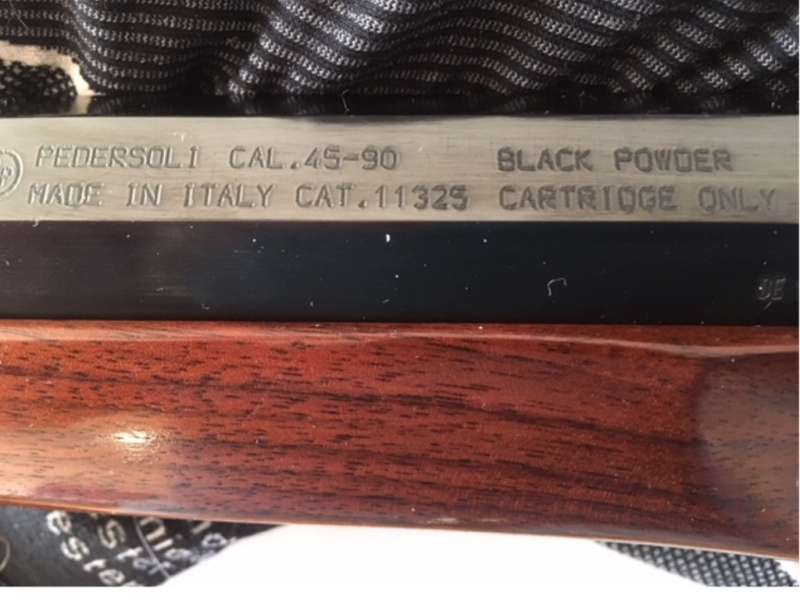 PEDERSOLI CAL.45-90 BLACK POWDER
MADE IN ITALY CAT.11325 CARTRIDGE ONLY